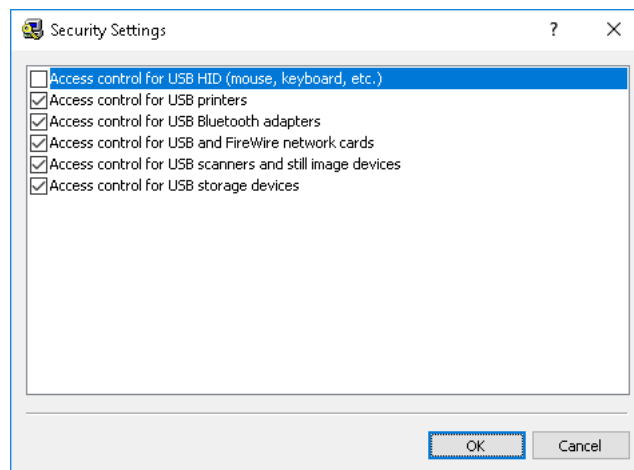 Security Settings
?
Access control for USB HID (mouse, keyboard, etc.)
Access control for USB printers
Access control for USB Bluetooth adapters
Access control for USB and FireWire network cards
Access control for USB scanners and still image devices
Access control for USB storage devices
OK
Cancel